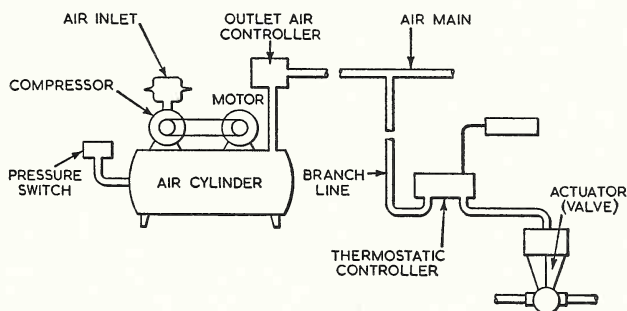 AIR INLET
OUTLET AIR
CONTROLLER
AIR MAIN
COMPRESSOR
MOTOR
PRESSURE
SWITCH
AIR CYLINDER
BRANCH
LINE
ACTUATOR
(VALVE)
THERMOSTATIC
CONTROLLER